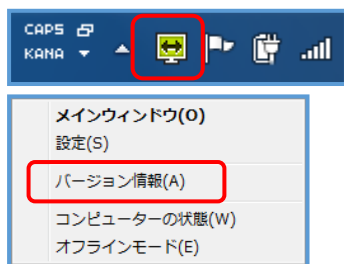 CAPS
KANA
メインウィンドウ(O)
設定(S)
バージョン情報(A)
コンピューターの状態(W)
オフラインモード(E)